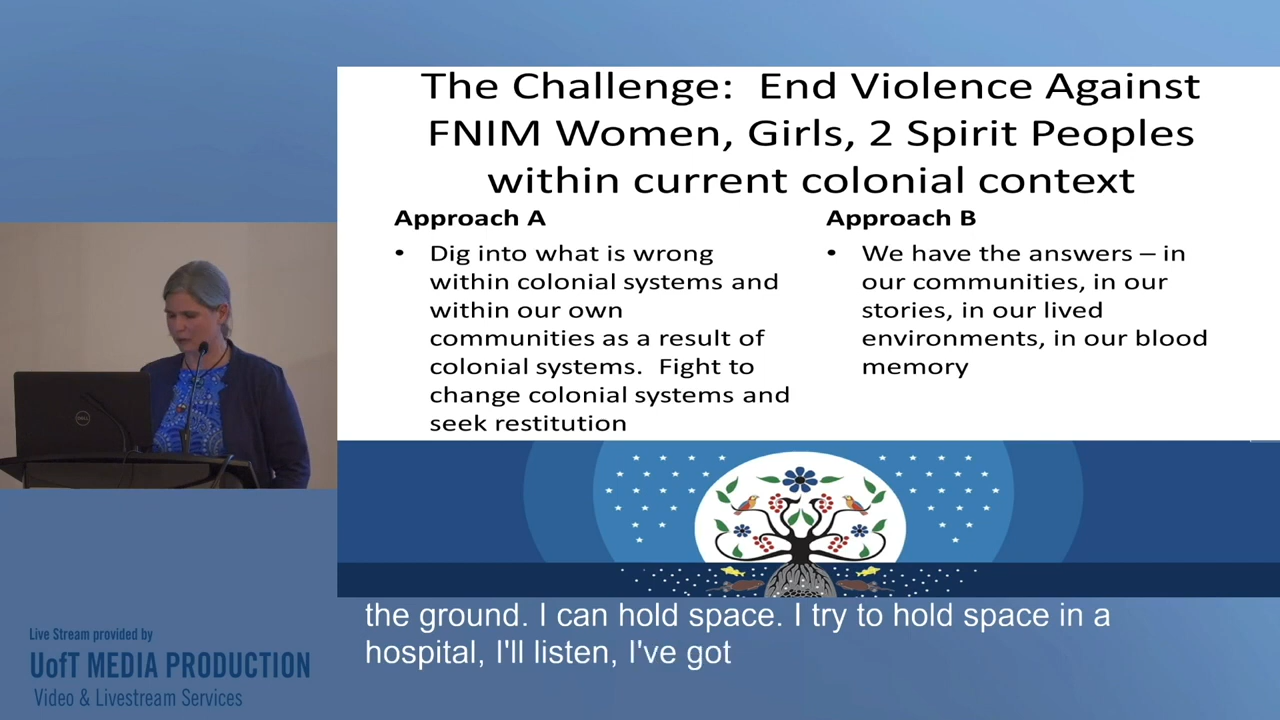 The Challenge:  End Violence Against
FNIM Women, Girls, 2 Spirit Peoples
within current colonial context
Approach A
• Dig into what is wrong
within colonial systems and
within our own
communities as a result of
colonial systems.  Fight to
change colonial systems and
seek restitution
Approach B
• We have the answers – in
our communities, in our
stories, in our lived
environments, in our blood
memory
DELL
the ground. I can hold space. I try to hold space in a
hospital, I'll listen, I've got
Live Stream provided by
UofT MEDIA PRODUCTION
Video & Livestream Services